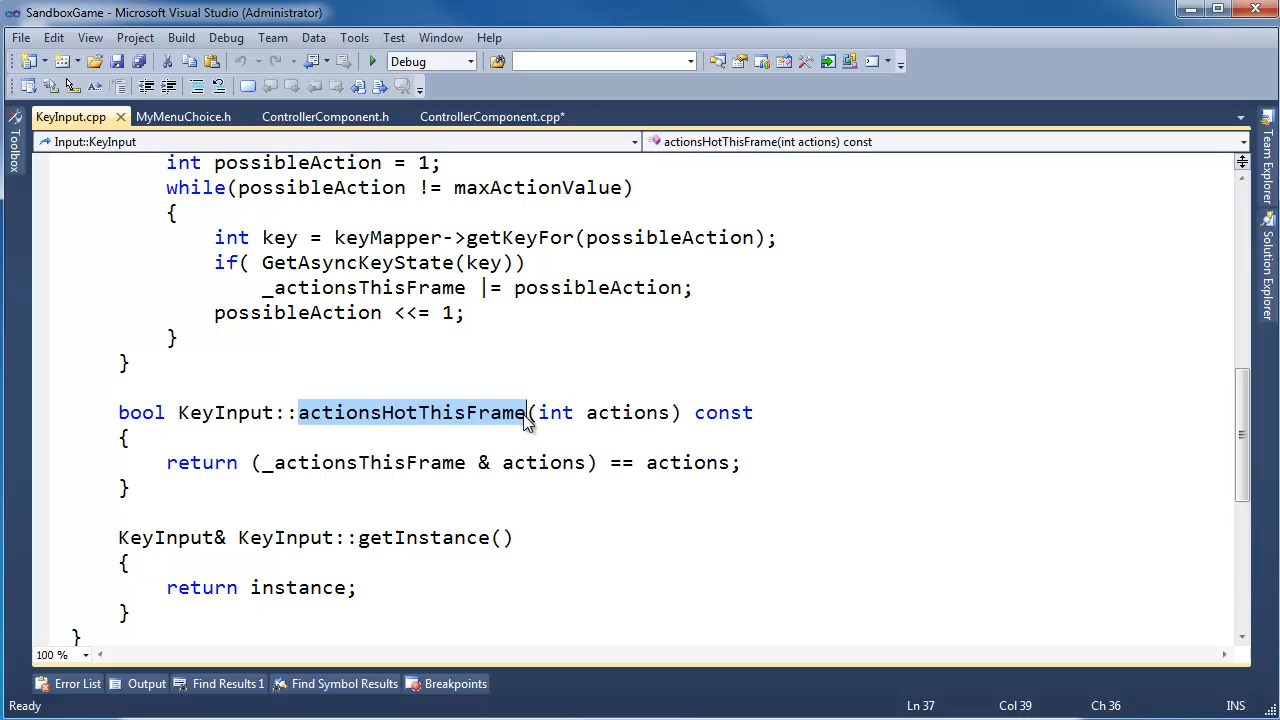 SandboxGame - Microsoft Visual Studio (Administrator)
File Edit View Project Build Debug Team Data Tools Test Window Help
Debug
KeyInput.cpp MyMenuChoice.h ControllerComponent.h ControllerComponent.cpp*
Input::KeyInput actionsHotThisFrame(int actions) const
int possibleAction = 1;
while(possibleAction != maxActionValue)
{
int key = keyMapper->getKeyFor(possibleAction);
if( GetAsyncKeyState(key))
_actionsThisFrame |= possibleAction;
possibleAction <<= 1;
}
}
bool KeyInput::actionsHotThisFrame(int actions) const
{
return (_actionsThisFrame & actions) == actions;
}
KeyInput& KeyInput::getInstance()
{
return instance;
}
}
100 %
Error List Output Find Results 1 Find Symbol Results Breakpoints
Ready Ln 37 Col 39 Ch 36 INS
Toolbox
Team Explorer
Solution Explorer